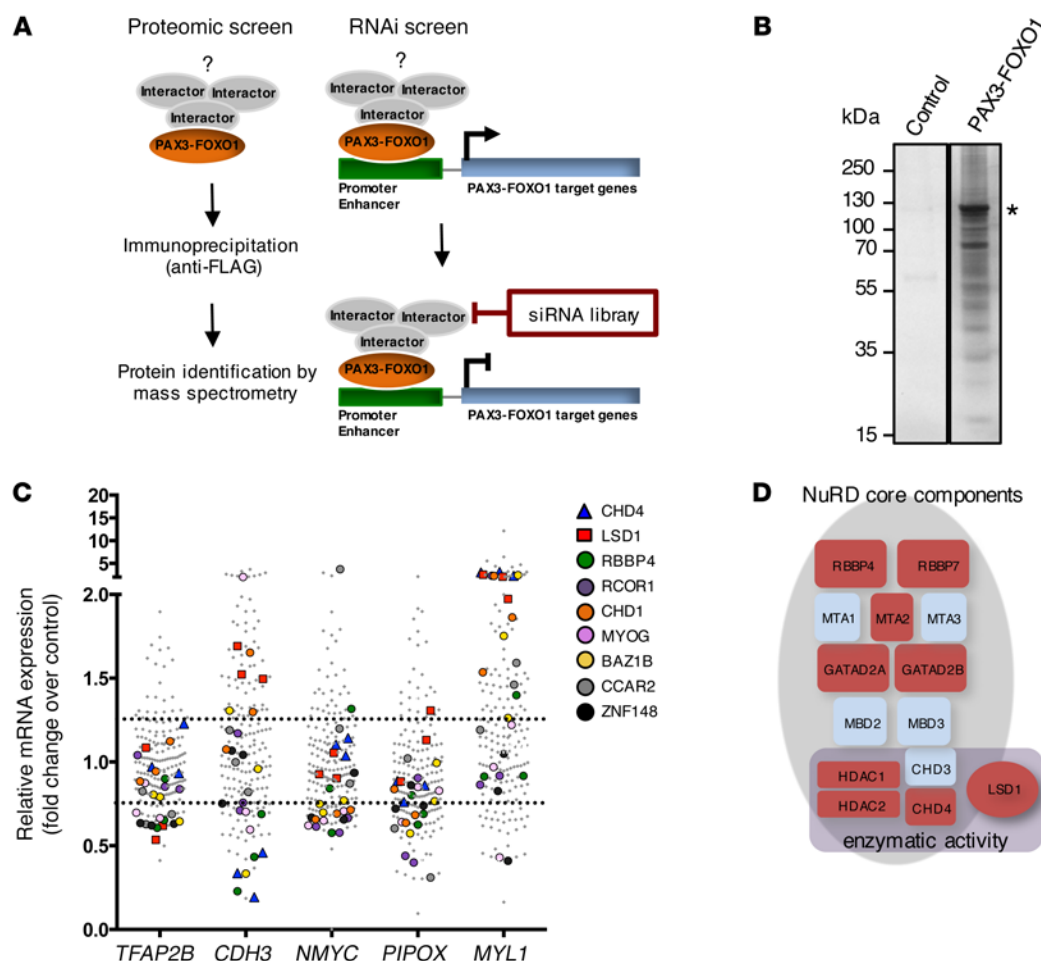 A
Proteomic screen
RNAi screen
?
?
Interactor
Interactor
Interactor
PAX3-FOXO1
Interactor
Interactor
Interactor
PAX3-FOXO1
Promoter
Enhancer
PAX3-FOXO1 target genes
Immunoprecipitation
(anti-FLAG)
Protein identification by
mass spectrometry
Interactor
Interactor
Interactor
siRNA library
PAX3-FOXO1
Promoter
Enhancer
PAX3-FOXO1 target genes
B
kDa
Control
PAX3-FOXO1
250
130
100
70
55
35
15
*
C
Relative mRNA expression
(fold change over control)
20
15
10
5
2.0
1.5
1.0
0.5
0.0
TFAP2B
CDH3
NMYC
PIPOX
MYL1
CHD4
LSD1
RBBP4
RCOR1
CHD1
MYOG
BAZ1B
CCAR2
ZNF148
D
NuRD core components
RBBP4
RBBP7
MTA1
MTA2
MTA3
GATAD2A
GATAD2B
MBD2
MBD3
CHD3
HDAC1
HDAC2
CHD4
LSD1
enzymatic activity